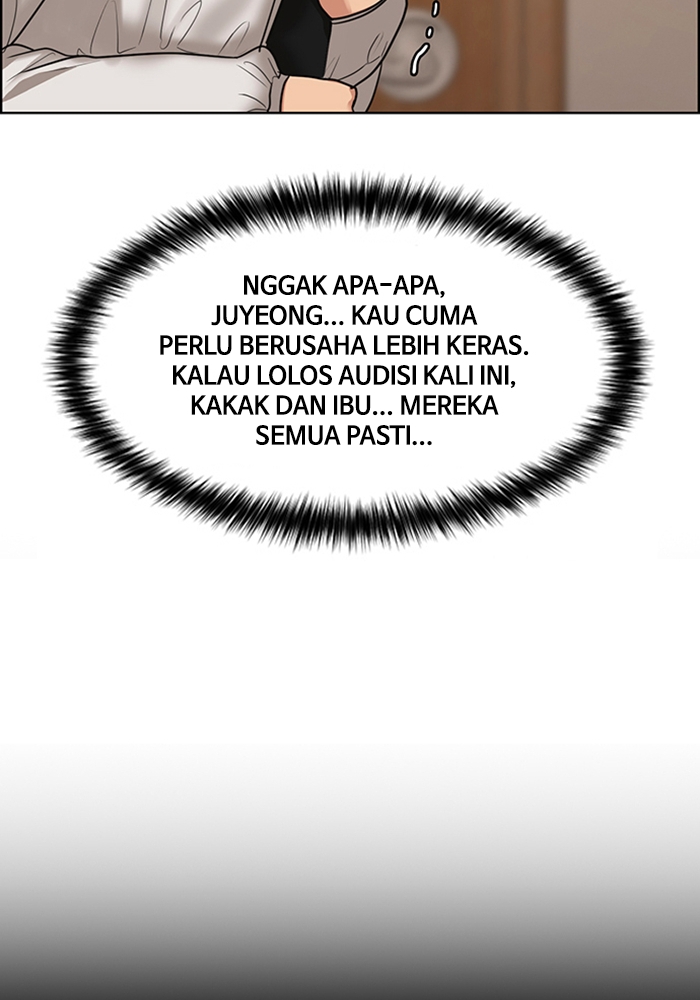 NGGAK APA-APA,
JUYEONG... KAU CUMA
PERLU BERUSAHA LEBIH KERAS.
KALAU LOLOS AUDISI KALI INI,
KAKAK DAN IBU... MEREKA
SEMUA PASTI...